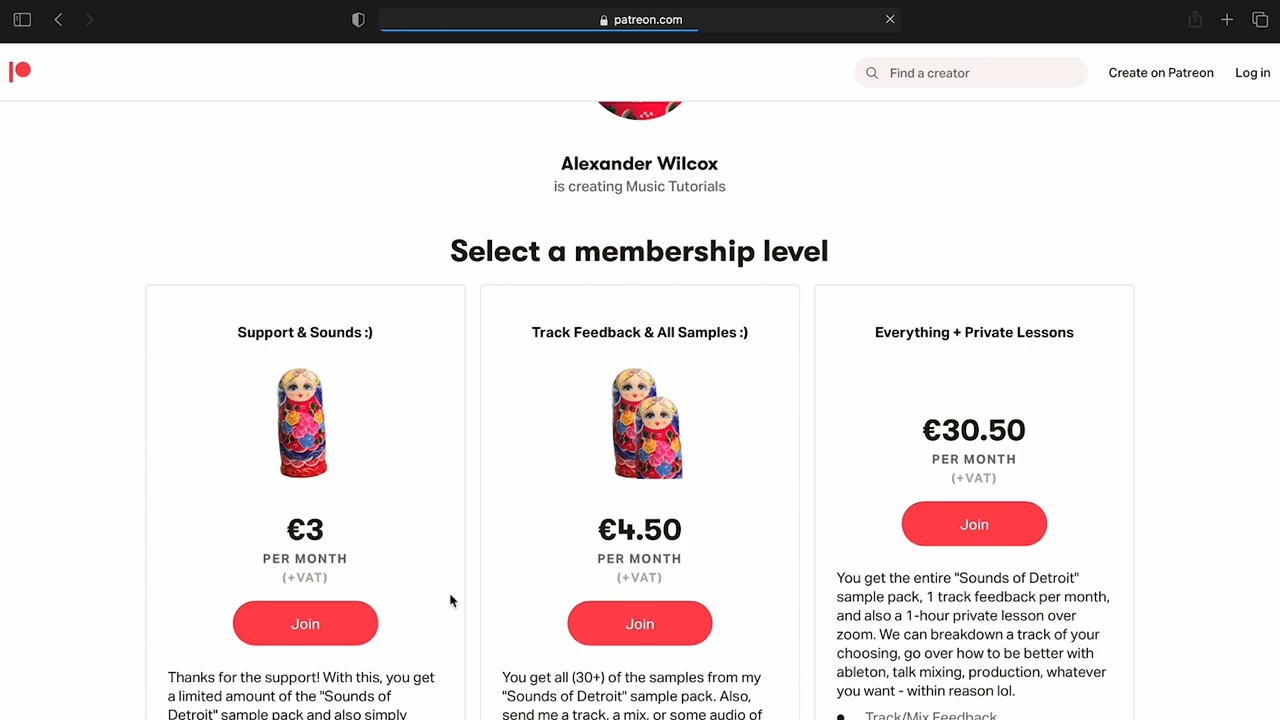 patreon.com
Find a creator
Create on Patreon
Log in
Alexander Wilcox
is creating Music Tutorials
Select a membership level
Support & Sounds :)
€3
PER MONTH
(+VAT)
Join
Thanks for the support! With this, you get
a limited amount of the "Sounds of
Detroit" sample pack and also simply
Track Feedback & All Samples :)
€4.50
PER MONTH
(+VAT)
Join
You get all (30+) of the samples from my
"Sounds of Detroit" sample pack. Also,
send me a track, a mix, or some audio of
Everything + Private Lessons
€30.50
PER MONTH
(+VAT)
Join
You get the entire "Sounds of Detroit"
sample pack, 1 track feedback per month,
and also a 1-hour private lesson over
zoom. We can breakdown a track of your
choosing, go over how to be better with
ableton, talk mixing, production, whatever
you want - within reason lol.
Track/Mix Feedback